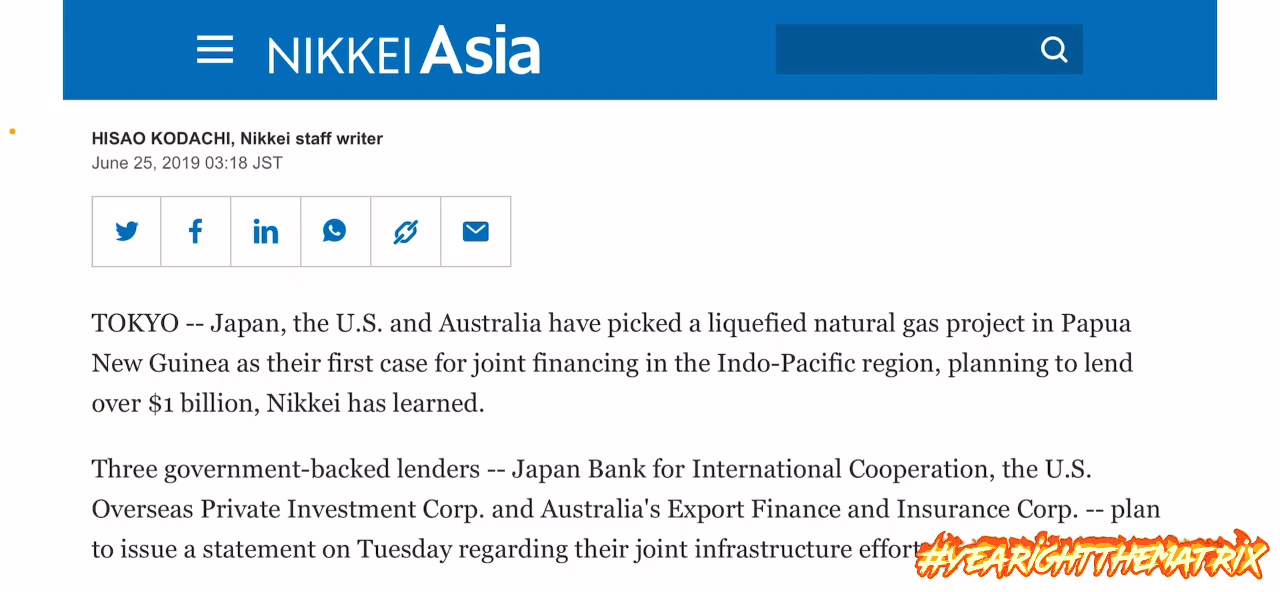 NIKKEI Asia
HISAO KODACHI, Nikkei staff writer
June 25, 2019 03:18 JST
TOKYO -- Japan, the U.S. and Australia have picked a liquefied natural gas project in Papua
New Guinea as their first case for joint financing in the Indo-Pacific region, planning to lend
over $1 billion, Nikkei has learned.
Three government-backed lenders -- Japan Bank for International Cooperation, the U.S.
Overseas Private Investment Corp. and Australia's Export Finance and Insurance Corp. -- plan
to issue a statement on Tuesday regarding their joint infrastructure effort
#YEARIGHTTHEMATRIX